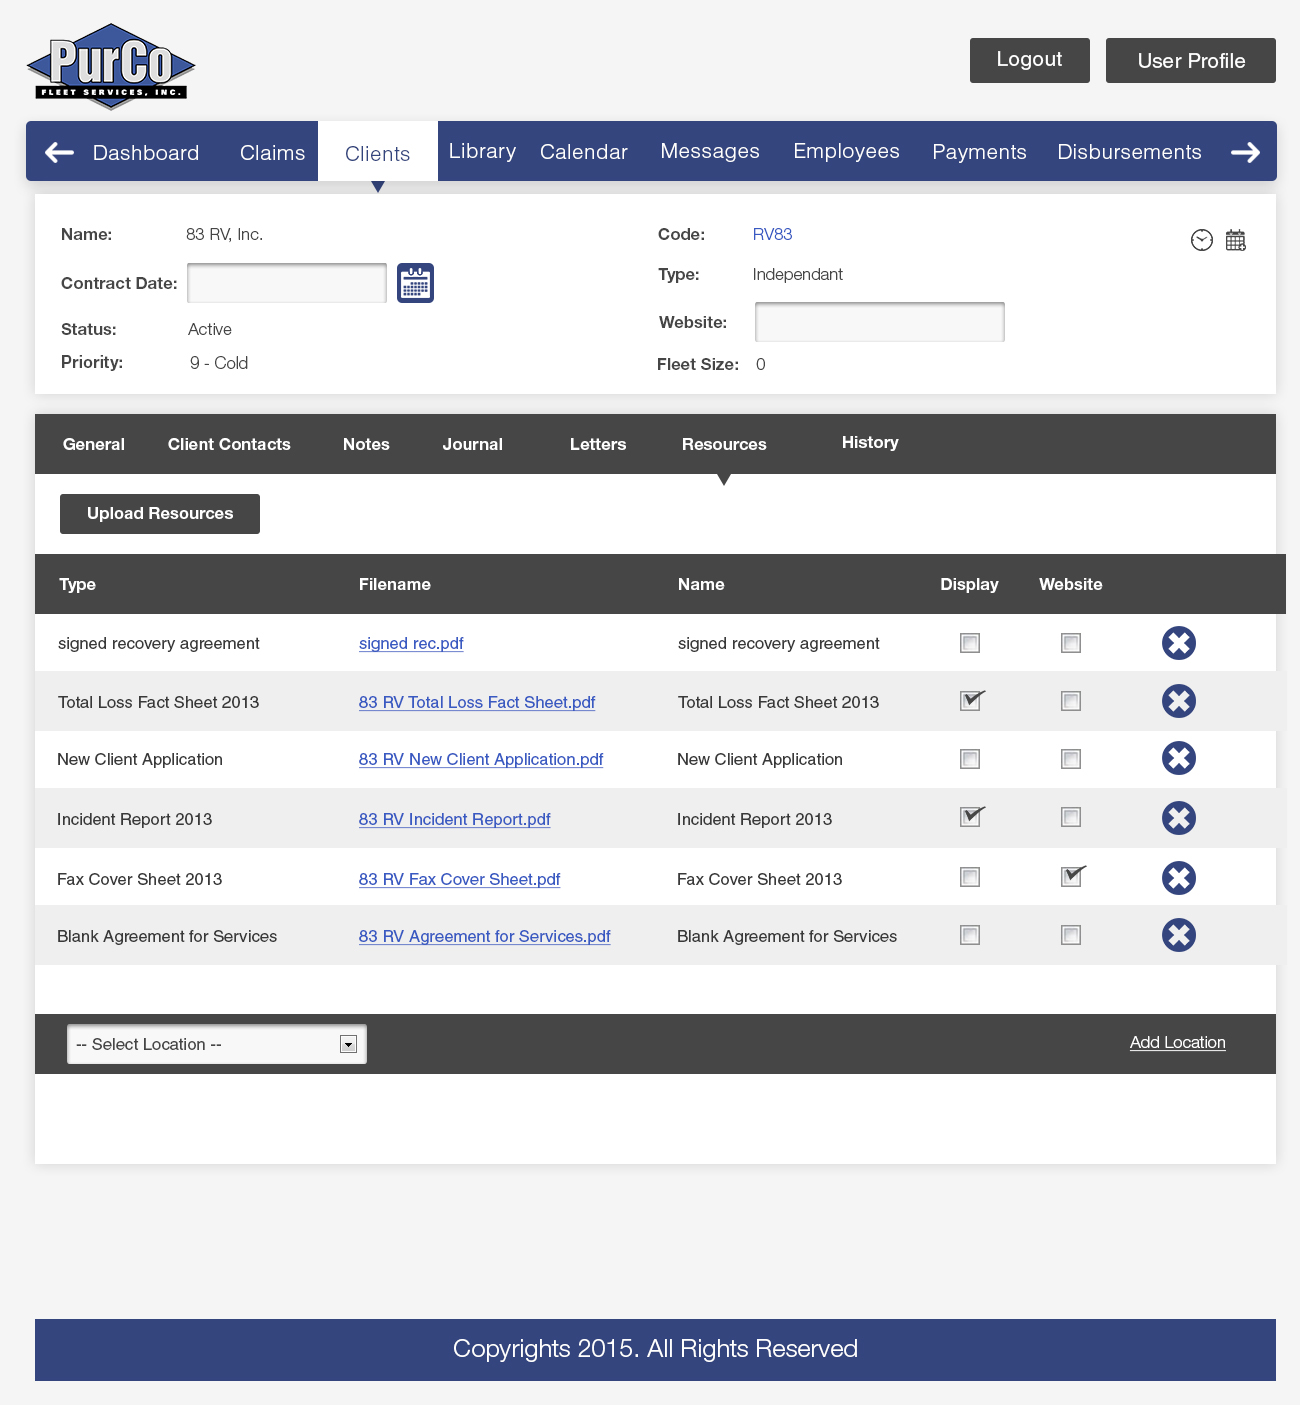 PurCo
FLEET SERVICES, INC.
Logout User Profile
Dashboard Claims Clients Library Calendar Messages Employees Payments Disbursements
Name: 83 RV, Inc. Code: RV83
Contract Date: Type: Independant
Status: Active Website:
Priority: 9 - Cold Fleet Size: 0
General Client Contacts Notes Journal Letters Resources History
Upload Resources
Type Filename Name Display Website
signed recovery agreement signed rec.pdf signed recovery agreement
Total Loss Fact Sheet 2013 83 RV Total Loss Fact Sheet.pdf Total Loss Fact Sheet 2013
New Client Application 83 RV New Client Application.pdf New Client Application
Incident Report 2013 83 RV Incident Report.pdf Incident Report 2013
Fax Cover Sheet 2013 83 RV Fax Cover Sheet.pdf Fax Cover Sheet 2013
Blank Agreement for Services 83 RV Agreement for Services.pdf Blank Agreement for Services
-- Select Location -- Add Location
Copyrights 2015. All Rights Reserved